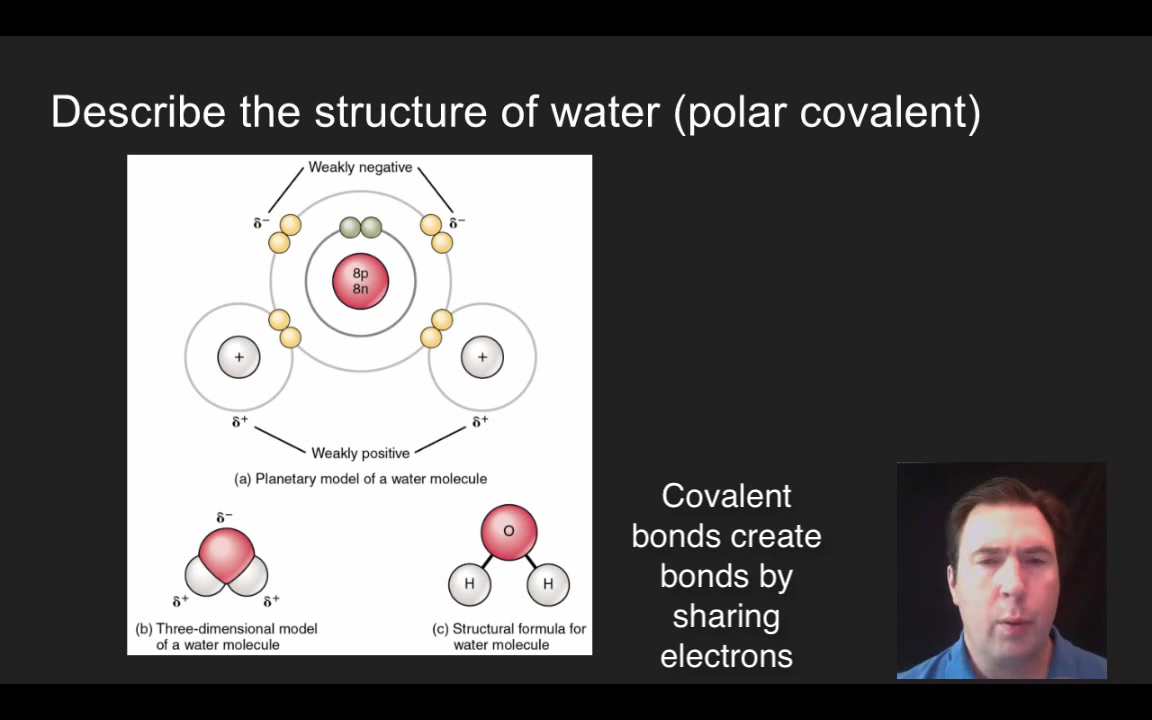 Describe the structure of water (polar covalent)
Weakly negative
δ⁻
δ⁻
8p
8n
+
+
δ⁺
δ⁺
Weakly positive
(a) Planetary model of a water molecule
δ⁻
δ⁺
δ⁺
(b) Three-dimensional model
of a water molecule
O
H
H
(c) Structural formula for
water molecule
Covalent
bonds create
bonds by
sharing
electrons